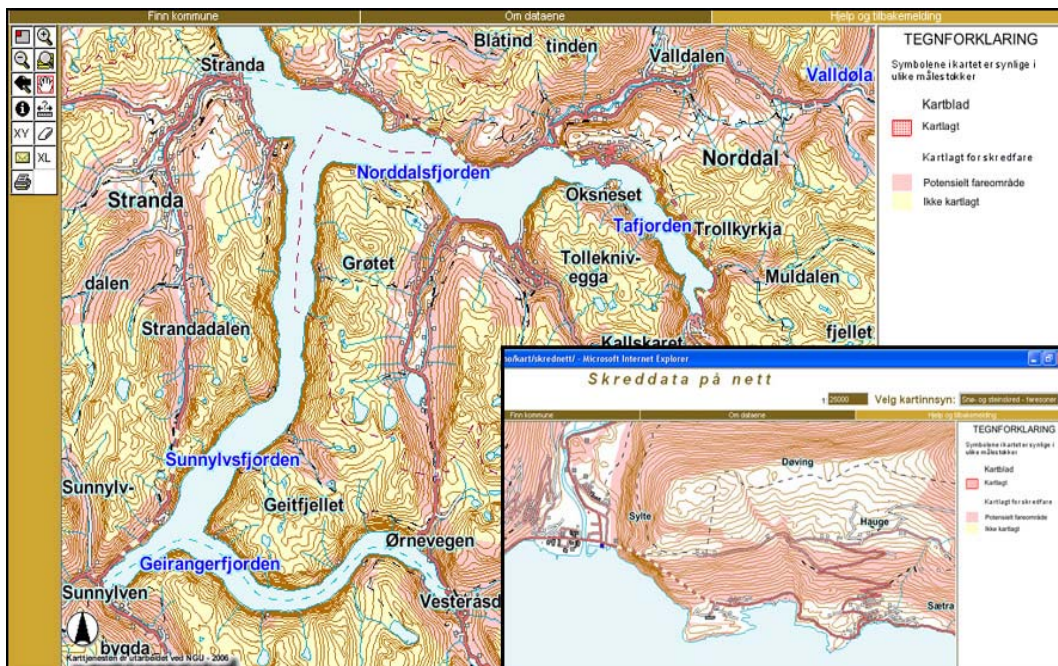 Finn kommune
Om dataene
Hjelp og tilbakemelding
XY
XL
Stranda
Blåtind
tinden
Valldalen
Valldøla
Norddal
Norddalsfjorden
Oksneset
Tafjorden
Trollkyrkja
Stranda
Grøtet
Tollekniv-
egga
Muldalen
dalen
Strandadalen
fjellet
Kallskaret
Sunnylvsfjorden
Sunnylv-
Geitfjellet
Ørnevegen
Geirangerfjorden
Sunnylven
Vesterasd
bygda
Karttjenesten er utarbeidet ved NGU - 2006
TEGNFORKLARING
Symbolene i kartet er synlige i
ulike målestokker
Kartblad
Kartlagt
Kartlagt for skredfare
Potensielt fareområde
Ikke kartlagt
no/kart/skrednett/ - Microsoft Internet Explorer
Skreddata på nett
1: 25000
Velg kartinnsyn:
Snø- og steinskred - faresoner
Finn kommune
Om dataene
Hjelp og tilbakemelding
Døving
Sylte
Hauge
Sætra
TEGNFORKLARING
Symbolene i kartet er synlige i
ulike målestokker
Kartblad
Kartlagt
Kartlagt for skredfare
Potensielt fareområde
Ikke kartlagt